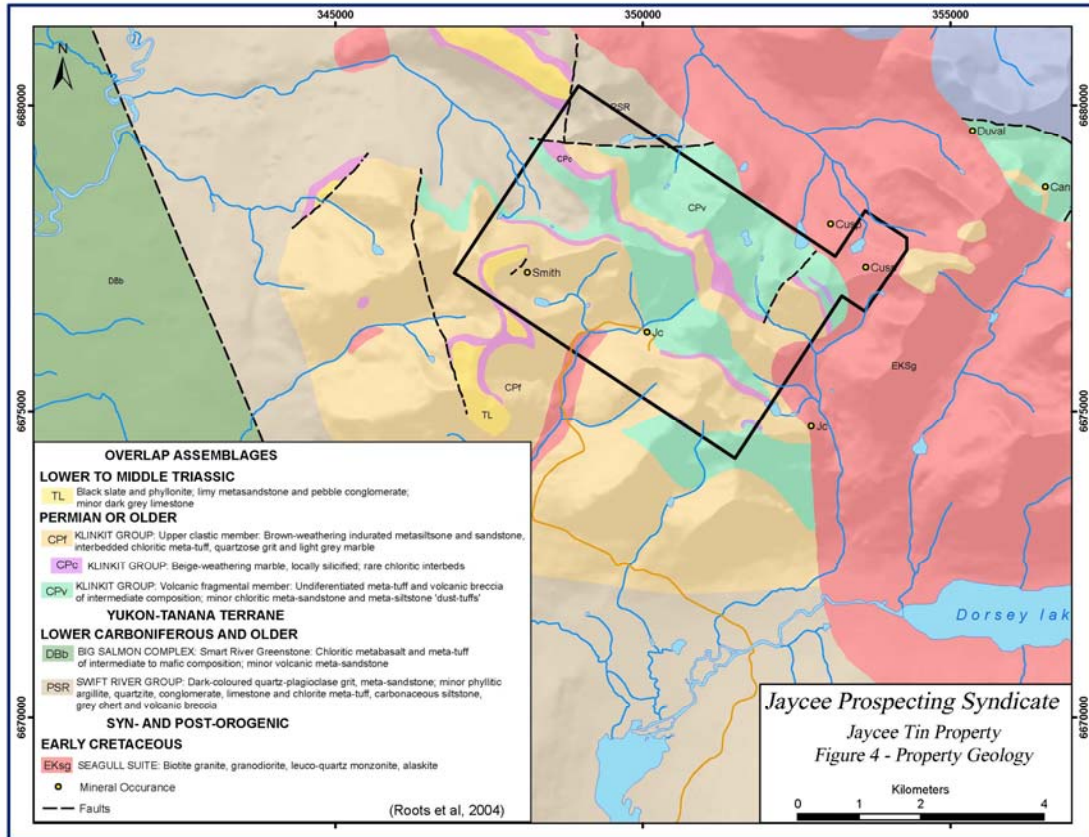 345000 350000 355000
N
6680000 6680000
PSR
Duval
CPc
Can
CPv
Cusp
Smith
Cusp
DBb
Jc
EKSg
CPf
6675000 6675000
TL
Jc
OVERLAP ASSEMBLAGES
LOWER TO MIDDLE TRIASSIC
TL Black slate and phyllonite; limy metasandstone and pebble conglomerate;
minor dark grey limestone
PERMIAN OR OLDER
CPf KLINKIT GROUP: Upper clastic member: Brown-weathering indurated metasiltsone and sandstone,
interbedded chloritic meta-tuff, quartzose grit and light grey marble
CPc KLINKIT GROUP: Beige-weathering marble, locally silicified; rare chloritic interbeds
CPv KLINKIT GROUP: Volcanic fragmental member: Undifferentiated meta-tuff and volcanic breccia
of intermediate composition; minor chloritic meta-sandstone and meta-siltstone 'dust-tuffs'
YUKON-TANANA TERRANE
LOWER CARBONIFEROUS AND OLDER
DBb BIG SALMON COMPLEX: Smart River Greenstone: Chloritic metabasalt and meta-tuff
of intermediate to mafic composition; minor volcanic meta-sandstone
PSR SWIFT RIVER GROUP: Dark-coloured quartz-plagioclase grit, meta-sandstone; minor phyllitic
argillite, quartzite, conglomerate, limestone and chlorite meta-tuff, carbonaceous siltstone,
grey chert and volcanic breccia
SYN- AND POST-OROGENIC
EARLY CRETACEOUS
EKsg SEAGULL SUITE: Biotite granite, granodiorite, leuco-quartz monzonite, alaskite
Mineral Occurance
Faults
(Roots et al, 2004)
Dorsey lak
6670000 6670000
Jaycee Prospecting Syndicate
Jaycee Tin Property
Figure 4 - Property Geology
Kilometers
0 1 2 4